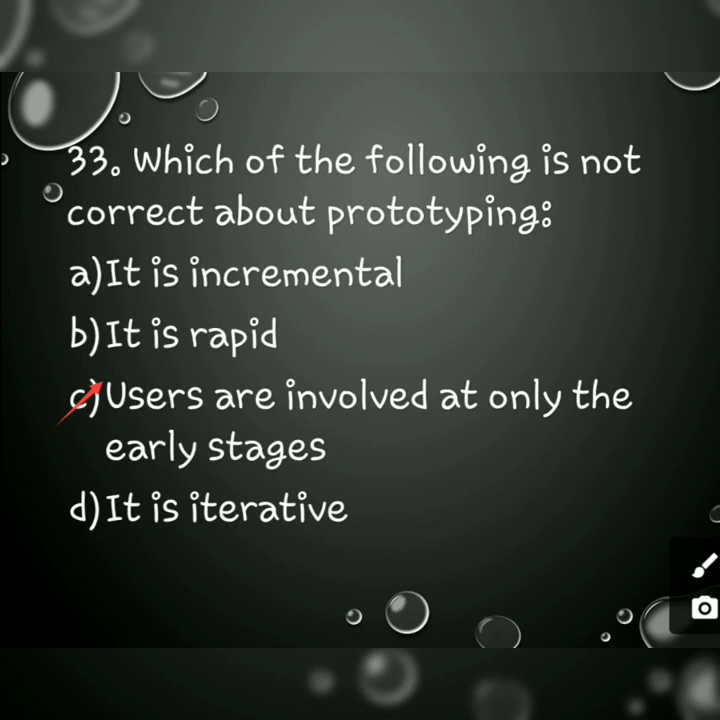 33. Which of the following is not
correct about prototyping:
a) It is incremental
b) It is rapid
c) Users are involved at only the
early stages
d) It is iterative